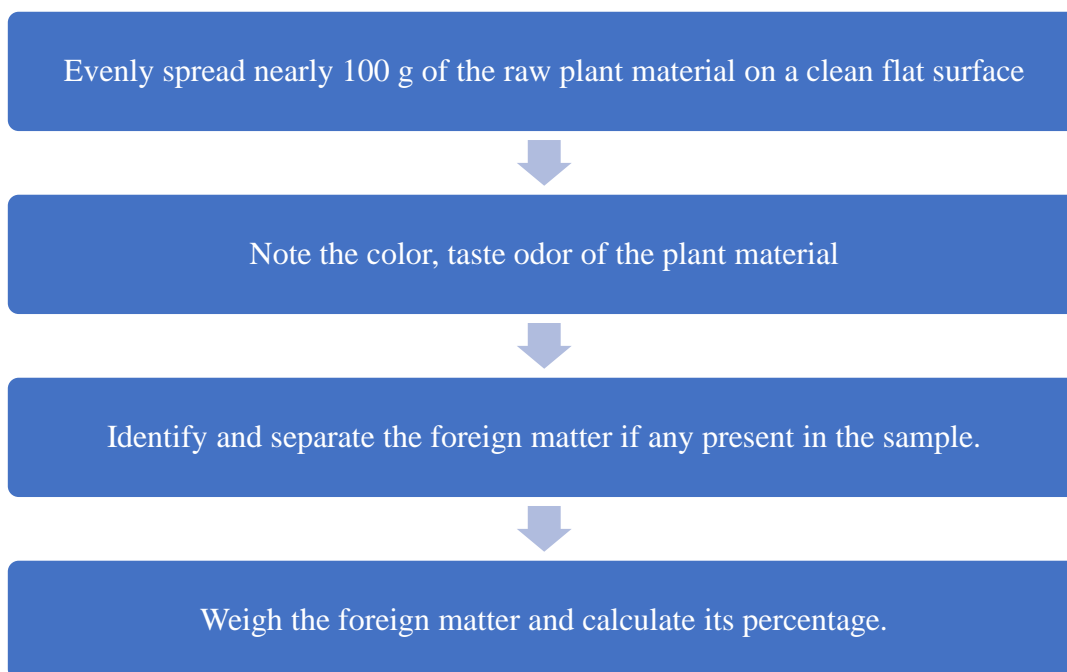 Evenly spread nearly 100 g of the raw plant material on a clean flat surface
Note the color, taste odor of the plant material
Identify and separate the foreign matter if any present in the sample.
Weigh the foreign matter and calculate its percentage.